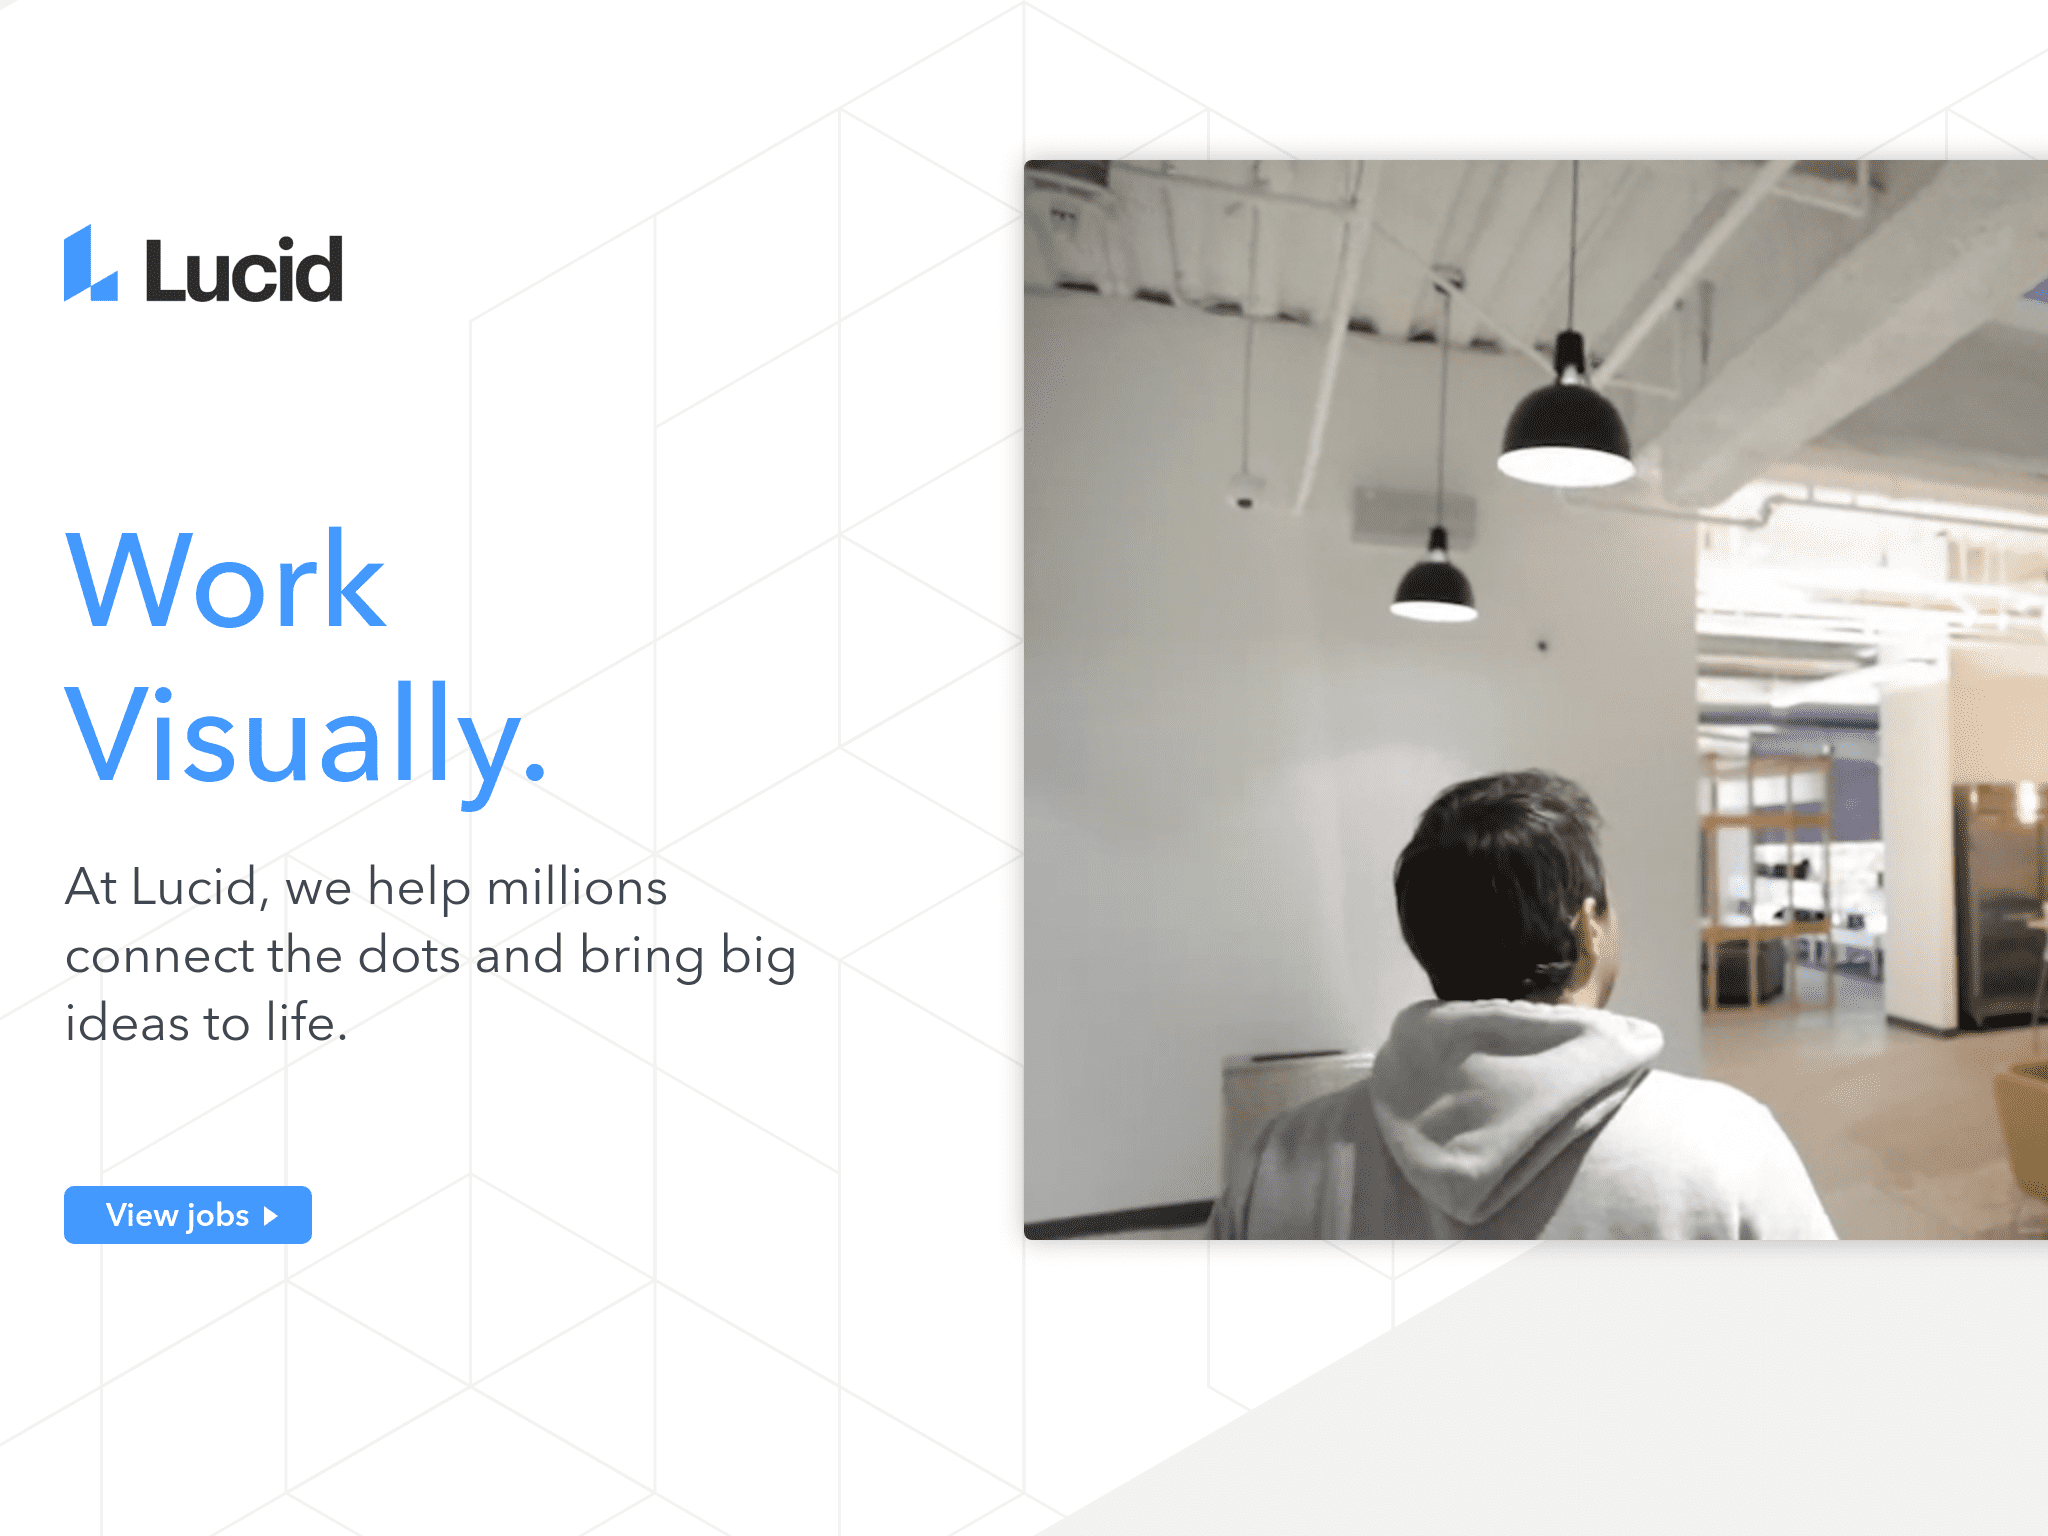 Lucid
Work
Visually.
At Lucid, we help millions
connect the dots and bring big
ideas to life.
View jobs